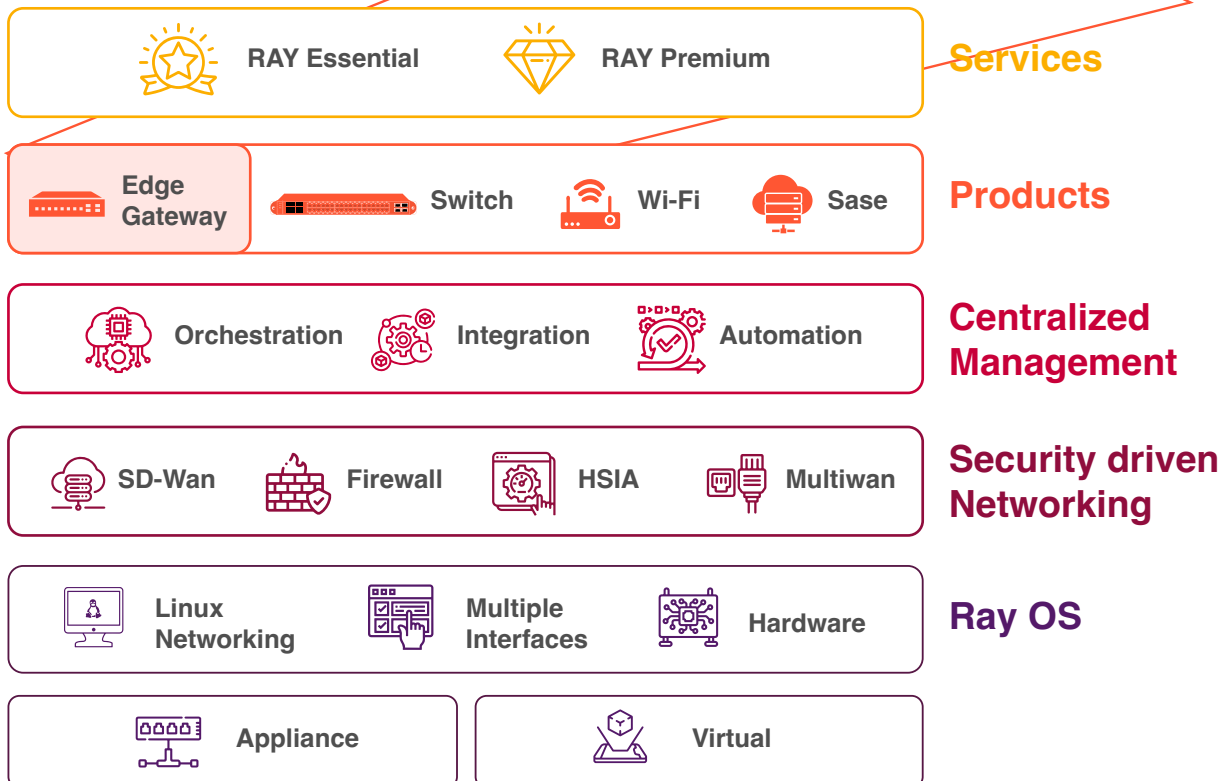 RAY Essential
RAY Premium
Services
Edge
Gateway
Switch
Wi-Fi
Sase
Products
Orchestration
Integration
Automation
Centralized
Management
SD-Wan
Firewall
HSIA
Multiwan
Security driven
Networking
Linux
Networking
Multiple
Interfaces
Hardware
Ray OS
Appliance
Virtual